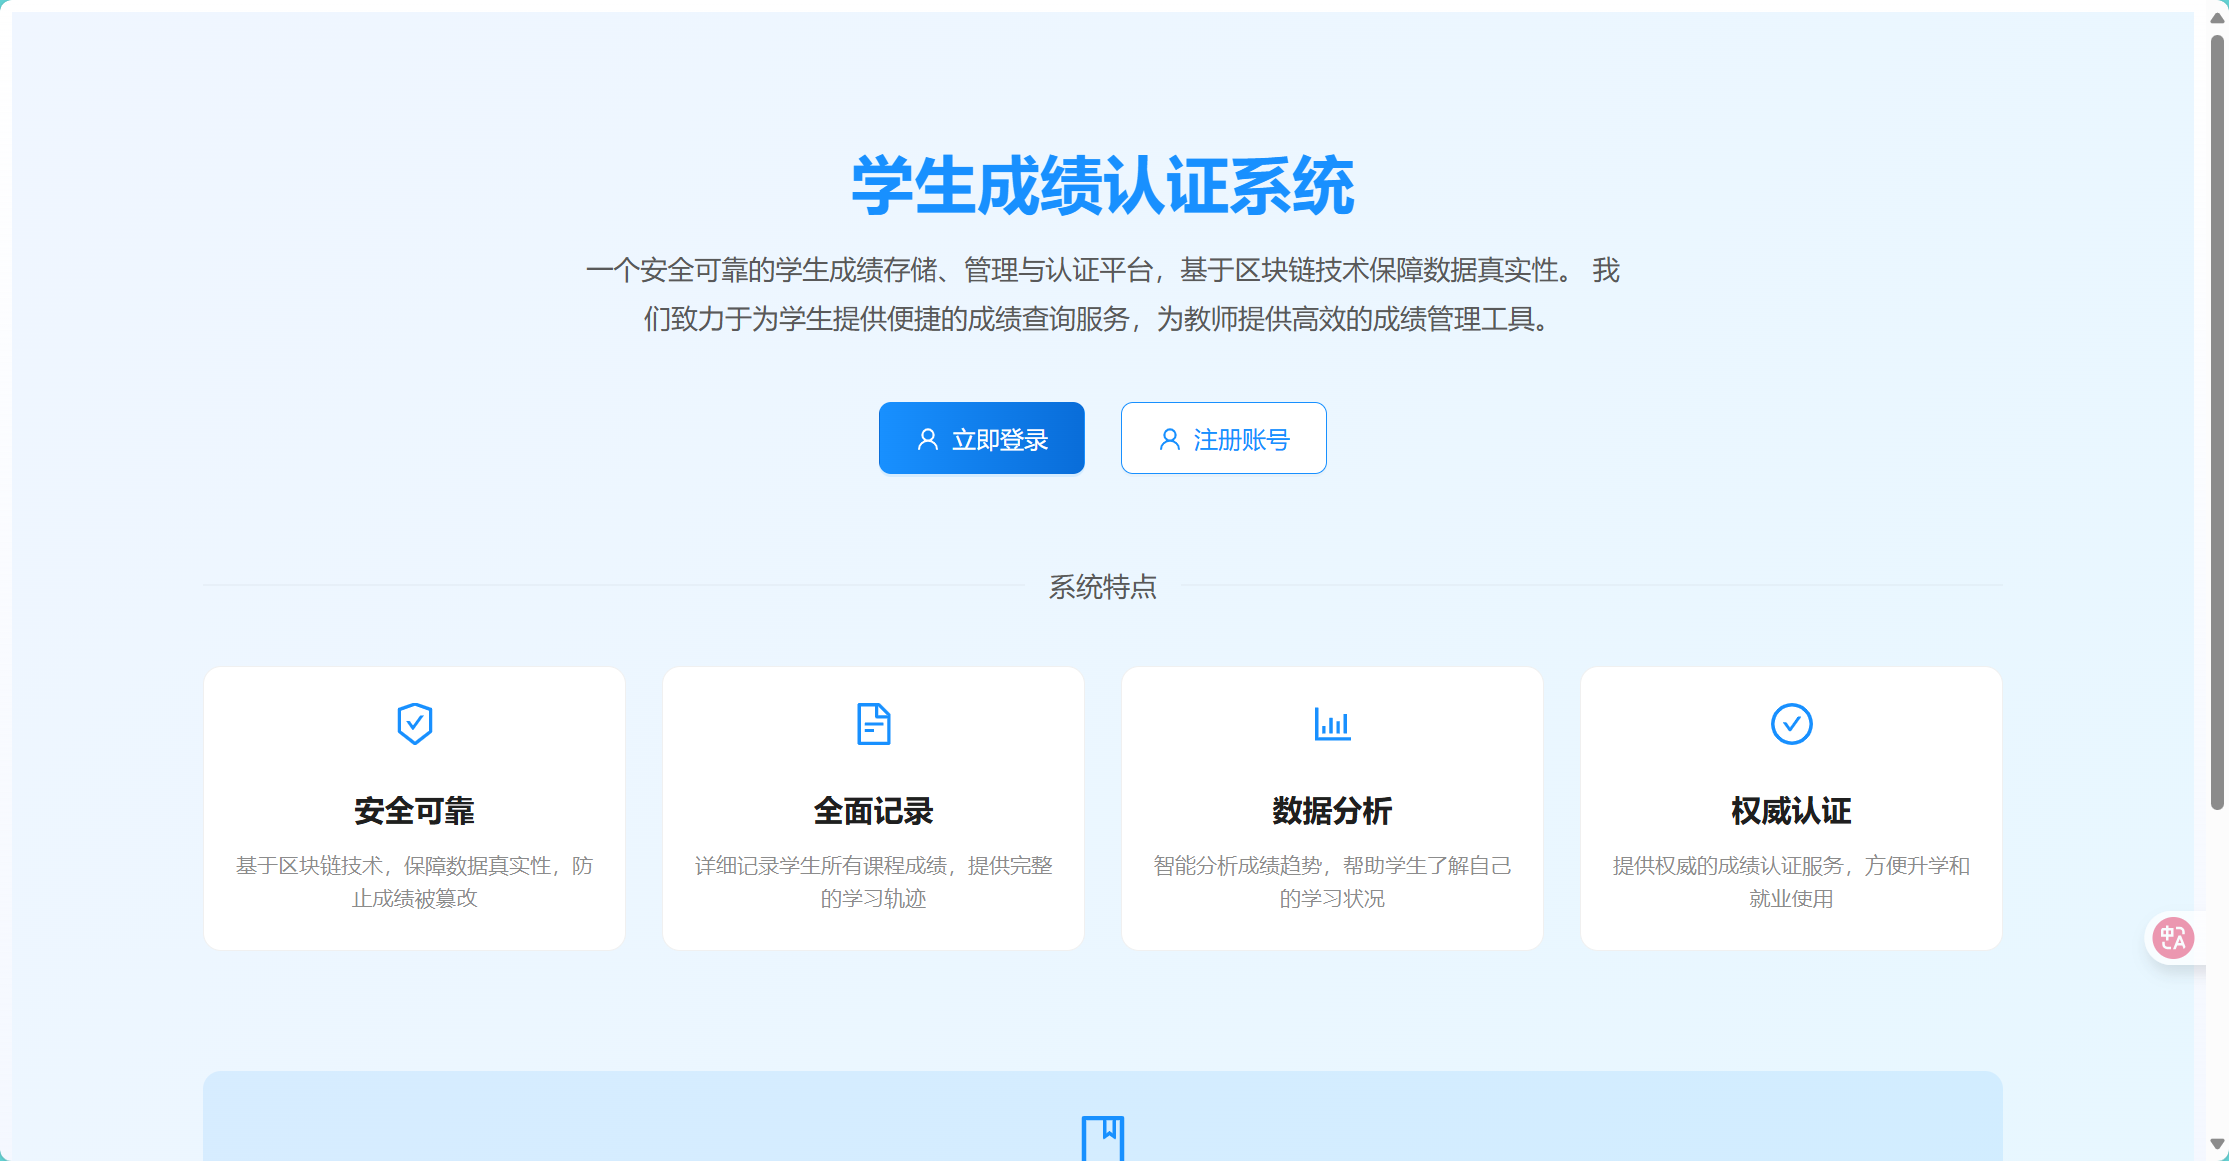 学生成绩认证系统
一个安全可靠的学生成绩存储、管理与认证平台，基于区块链技术保障数据真实性。 我
们致力于为学生提供便捷的成绩查询服务，为教师提供高效的成绩管理工具。
立即登录
注册账号
系统特点
安全可靠
基于区块链技术，保障数据真实性，防
止成绩被篡改
全面记录
详细记录学生所有课程成绩，提供完整
的学习轨迹
数据分析
智能分析成绩趋势，帮助学生了解自己
的学习状况
权威认证
提供权威的成绩认证服务，方便升学和
就业使用
中A